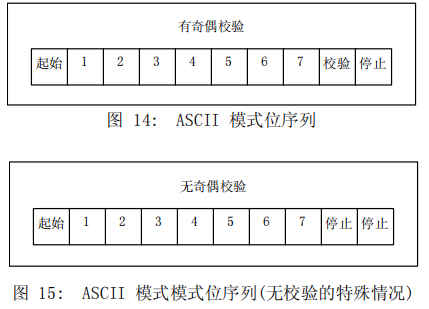 有奇偶校验
起始 1 2 3 4 5 6 7 校验 停止
图 14: ASCII 模式位序列
无奇偶校验
起始 1 2 3 4 5 6 7 停止 停止
图 15: ASCII 模式模式位序列(无校验的特殊情况)